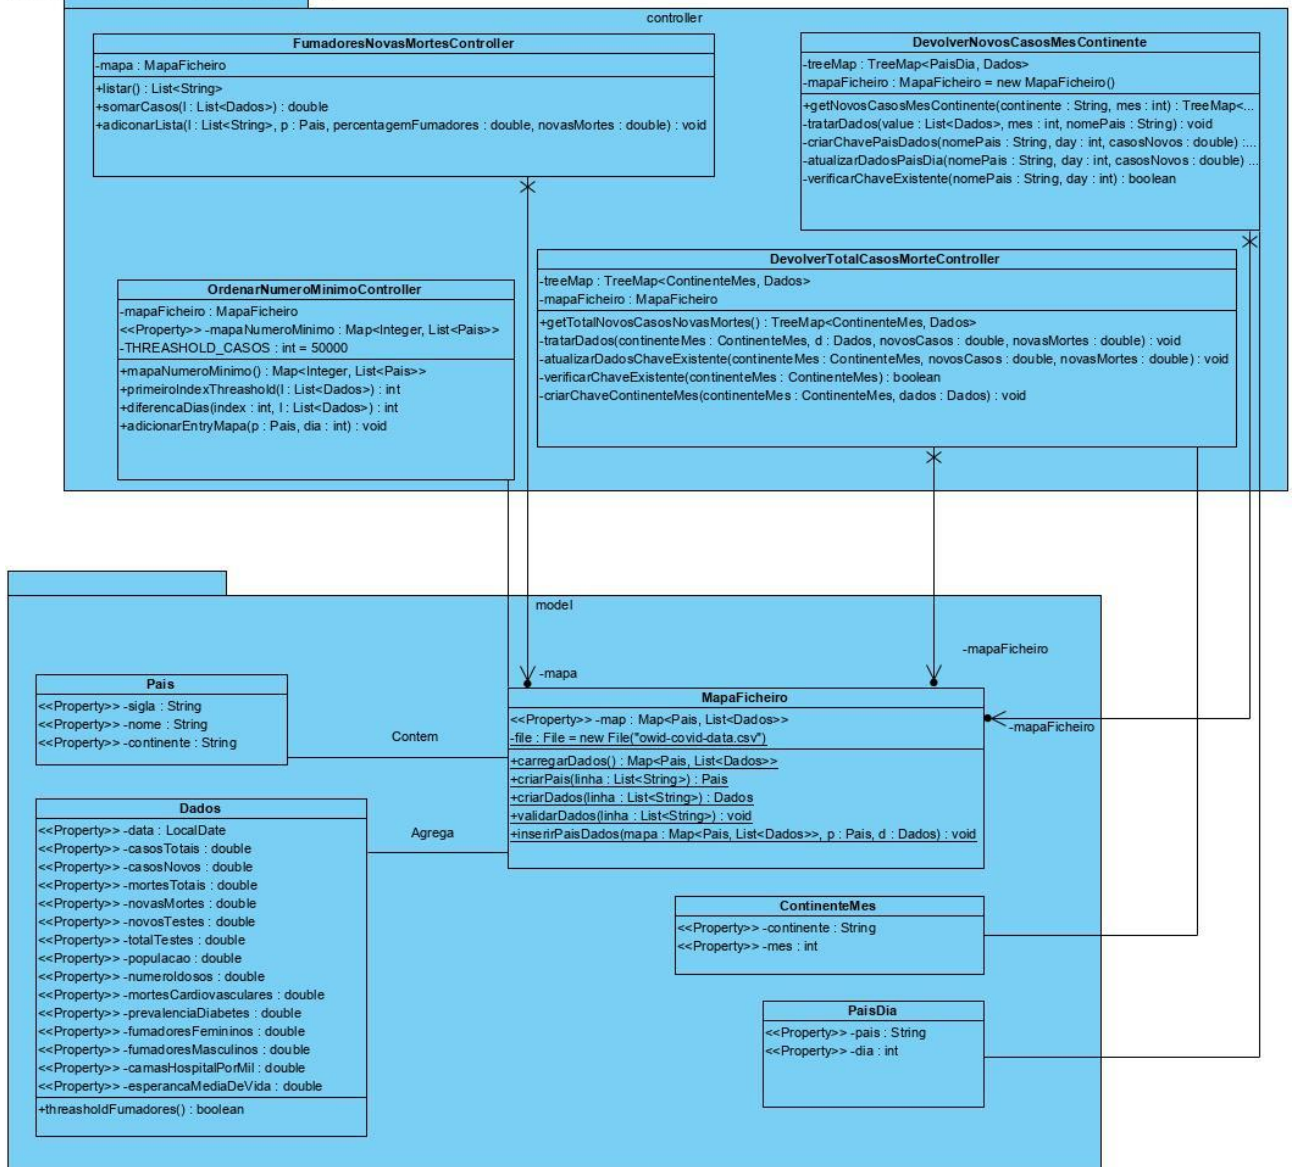 controller
FumadoresNovasMortesController
-mapa : MapaFicheiro
+listar() : List<String>
+somarCasos(l : List<Dados>) : double
+adiconarLista(l : List<String>, p : Pais, percentagemFumadores : double, novasMortes : double) : void
DevolverNovosCasosMesContinente
-treeMap : TreeMap<PaisDia, Dados>
-mapaFicheiro : MapaFicheiro = new MapaFicheiro()
+getNovosCasosMesContinente(continente : String, mes : int) : TreeMap<...
-tratarDados(value : List<Dados>, mes : int, nomePais : String) : void
-criarChavePaisDados(nomePais : String, day : int, casosNovos : double) :...
-atualizarDadosPaisDia(nomePais : String, day : int, casosNovos : double) ...
-verificarChaveExistente(nomePais : String, day : int) : boolean
OrdenarNumeroMinimoController
-mapaFicheiro : MapaFicheiro
<<Property>> -mapaNumeroMinimo : Map<Integer, List<Pais>>
-THREASHOLD_CASOS : int = 50000
+mapaNumeroMinimo() : Map<Integer, List<Pais>>
+primeiroIndexThreashold(l : List<Dados>) : int
+diferencaDias(index : int, l : List<Dados>) : int
+adicionarEntryMapa(p : Pais, dia : int) : void
DevolverTotalCasosMorteController
-treeMap : TreeMap<ContinenteMes, Dados>
-mapaFicheiro : MapaFicheiro
+getTotalNovosCasosNovasMortes() : TreeMap<ContinenteMes, Dados>
-tratarDados(continenteMes : ContinenteMes, d : Dados, novosCasos : double, novasMortes : double) : void
-atualizarDadosChaveExistente(continenteMes : ContinenteMes, novosCasos : double, novasMortes : double) : void
-verificarChaveExistente(continenteMes : ContinenteMes) : boolean
-criarChaveContinenteMes(continenteMes : ContinenteMes, dados : Dados) : void
model
-mapa
-mapaFicheiro
-mapaFicheiro
Pais
<<Property>> -sigla : String
<<Property>> -nome : String
<<Property>> -continente : String
Contem
MapaFicheiro
<<Property>> -map : Map<Pais, List<Dados>>
-file : File = new File("owid-covid-data.csv")
+carregarDados() : Map<Pais, List<Dados>>
+criarPais(linha : List<String>) : Pais
+criarDados(linha : List<String>) : Dados
+validarDados(linha : List<String>) : void
+inserirPaisDados(mapa : Map<Pais, List<Dados>>, p : Pais, d : Dados) : void
Dados
<<Property>> -data : LocalDate
<<Property>> -casosTotais : double
<<Property>> -casosNovos : double
<<Property>> -mortesTotais : double
<<Property>> -novasMortes : double
<<Property>> -novosTestes : double
<<Property>> -totalTestes : double
<<Property>> -populacao : double
<<Property>> -numeroIdosos : double
<<Property>> -mortesCardiovasculares : double
<<Property>> -prevalenciaDiabetes : double
<<Property>> -fumadoresFemininos : double
<<Property>> -fumadoresMasculinos : double
<<Property>> -camasHospitalPorMil : double
<<Property>> -esperancaMediaDeVida : double
+threasholdFumadores() : boolean
Agrega
ContinenteMes
<<Property>> -continente : String
<<Property>> -mes : int
PaisDia
<<Property>> -pais : String
<<Property>> -dia : int